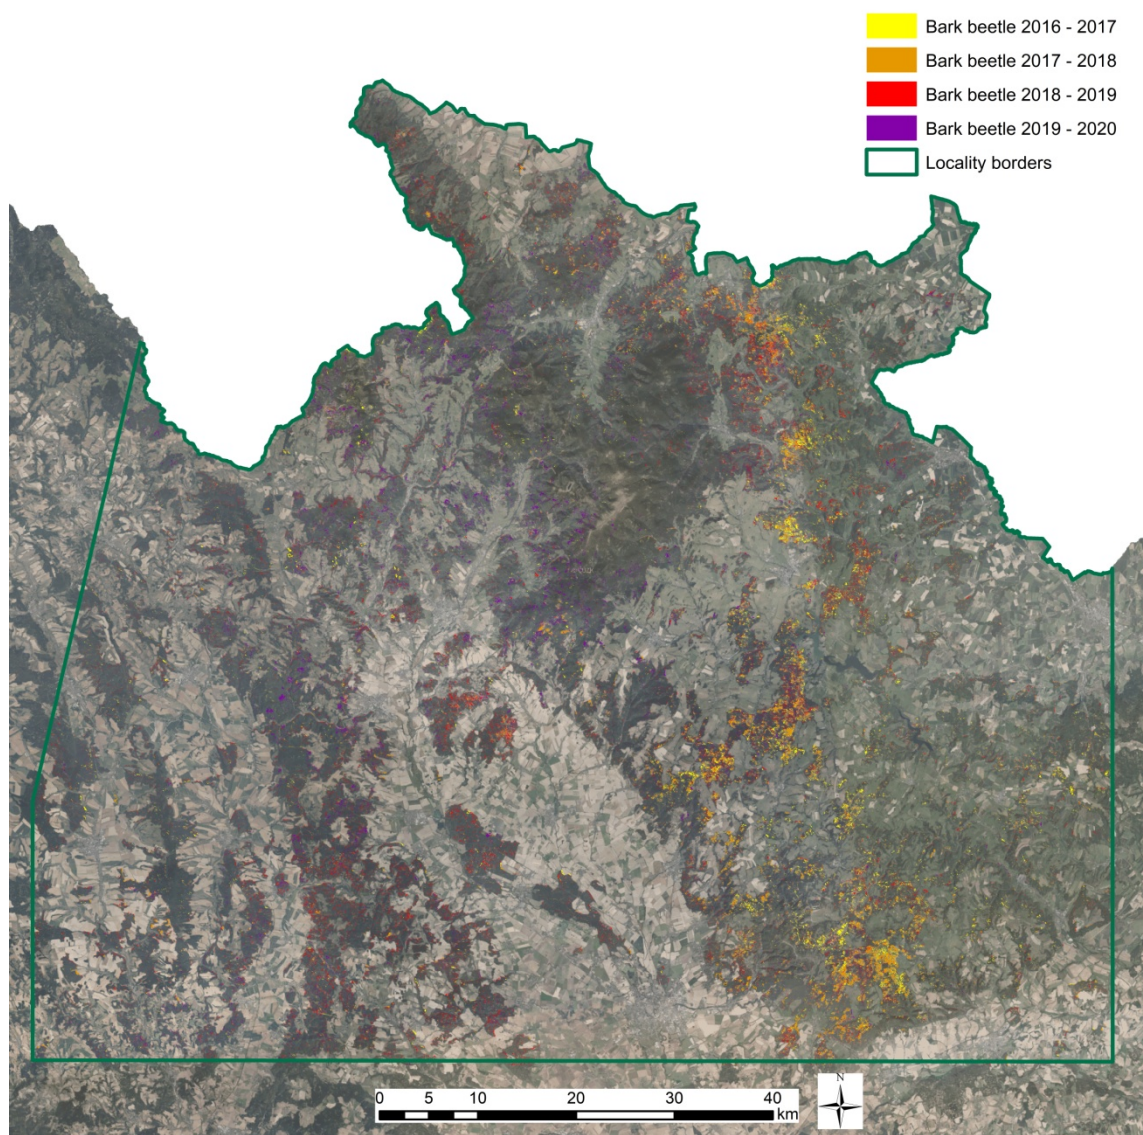 Bark beetle 2016 - 2017
Bark beetle 2017 - 2018
Bark beetle 2018 - 2019
Bark beetle 2019 - 2020
Locality borders
0 5 10 20 30 40
km
N